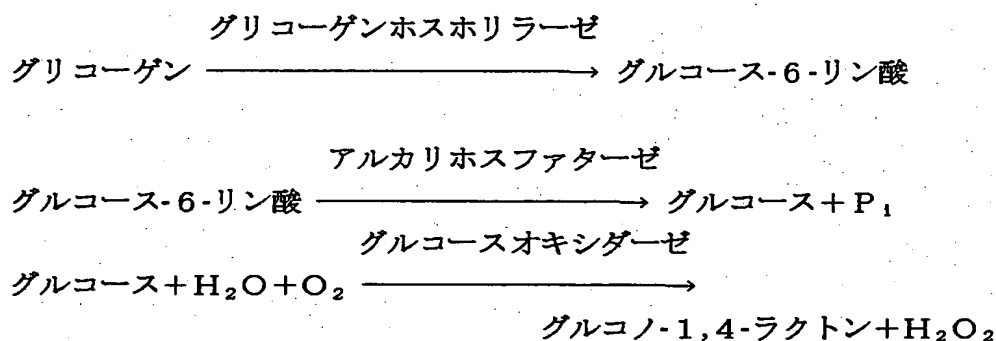 グリコーゲンホスホリラーゼ
グリコーゲン ⟶ グルコース-6-リン酸
アルカリホスファターゼ
グルコース-6-リン酸 ⟶ グルコース+P₁
グルコースオキシダーゼ
グルコース+H₂O+O₂ ⟶
グルコノ-1,4-ラクトン+H₂O₂